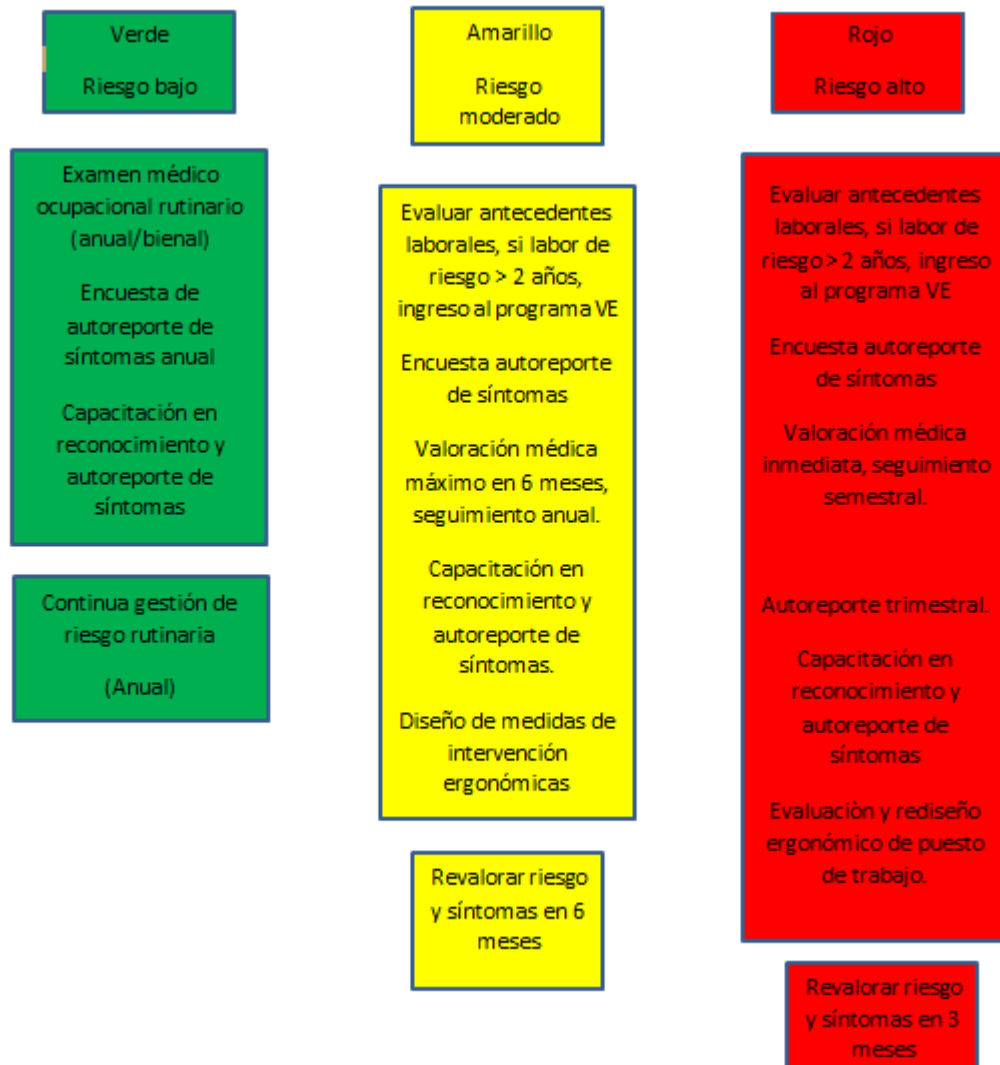 Verde
Riesgo bajo
Examen médico
ocupacional rutinario
(anual/bienal)
Encuesta de
autoreporte de
síntomas anual
Capacitación en
reconocimiento y
autoreporte de
síntomas
Continua gestión de
riesgo rutinaria
(Anual)
Amarillo
Riesgo
moderado
Evaluar antecedentes
laborales, si labor de
riesgo > 2 años,
ingreso al programa VE
Encuesta autoreporte
de síntomas
Valoración médica
máximo en 6 meses,
seguimiento anual.
Capacitación en
reconocimiento y
autoreporte de
síntomas.
Diseño de medidas de
intervención
ergonómicas
Revalorar riesgo
y síntomas en 6
meses
Rojo
Riesgo alto
Evaluar antecedentes
laborales, si labor de
riesgo > 2 años, ingreso
al programa VE
Encuesta autoreporte
de síntomas
Valoración médica
inmediata, seguimiento
semestral.
Autoreporte trimestral.
Capacitación en
reconocimiento y
autoreporte de
síntomas
Evaluaciòn y rediseño
ergonómico de puesto
de trabajo.
Revalorar riesgo
y síntomas en 3
meses